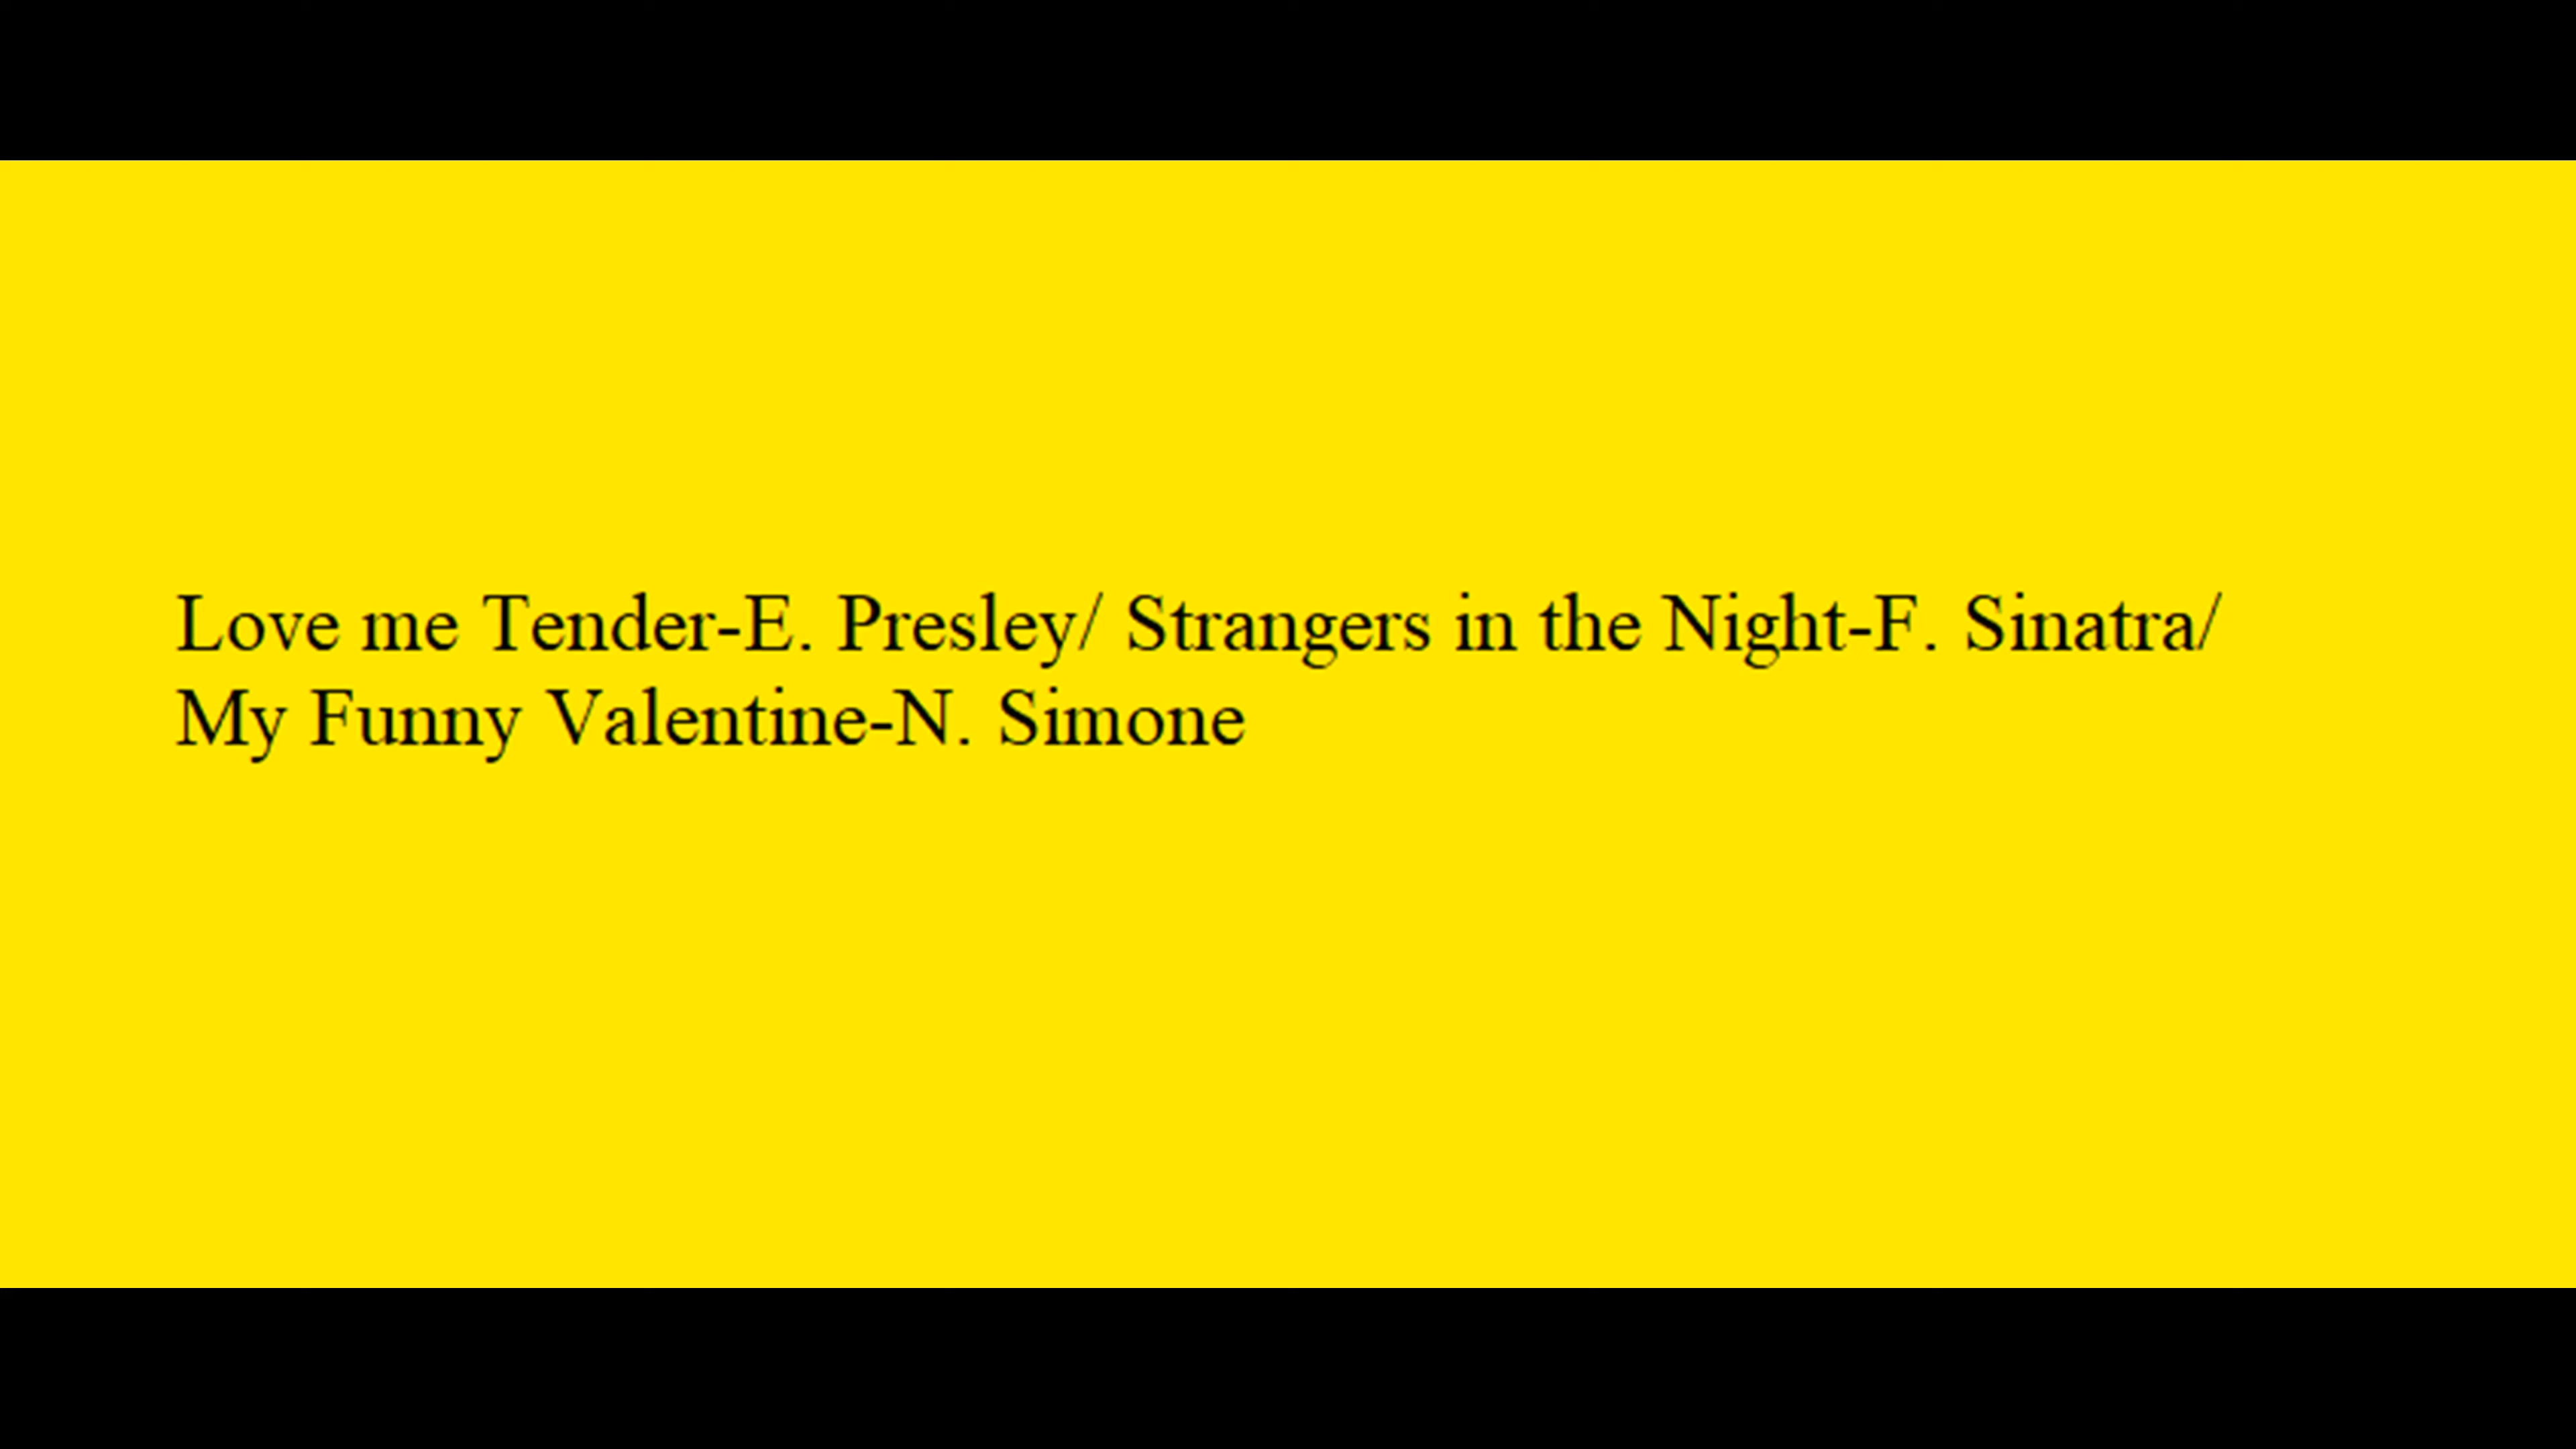 Love me Tender-E. Presley/ Strangers in the Night-F. Sinatra/
My Funny Valentine-N. Simone